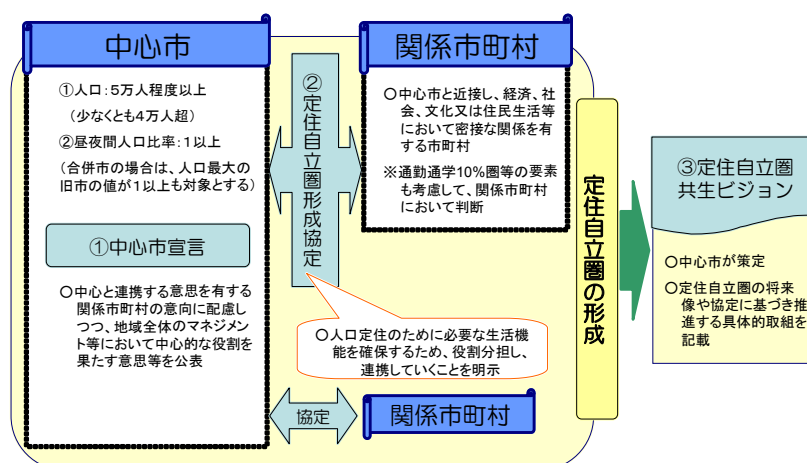 中心市
①人口：5万人程度以上
（少なくとも4万人超）
②昼夜間人口比率：1以上
（合併市の場合は、人口最大の
旧市の値が1以上も対象とする）
①中心市宣言
○中心と連携する意思を有する
関係市町村の意向に配慮し
つつ、地域全体のマネジメン
ト等において中心的な役割を
果たす意思等を公表
②定住自立圏形成協定
関係市町村
○中心市と近接し、経済、社
会、文化又は住民生活等
において密接な関係を有
する市町村
※通勤通学10%圏等の要素
も考慮して、関係市町村
において判断
○人口定住のために必要な生活機
能を確保するため、役割分担し、
連携していくことを明示
協定
関係市町村
定住自立圏の形成
③定住自立圏
共生ビジョン
○中心市が策定
○定住自立圏の将来
像や協定に基づき推
進する具体的取組を
記載